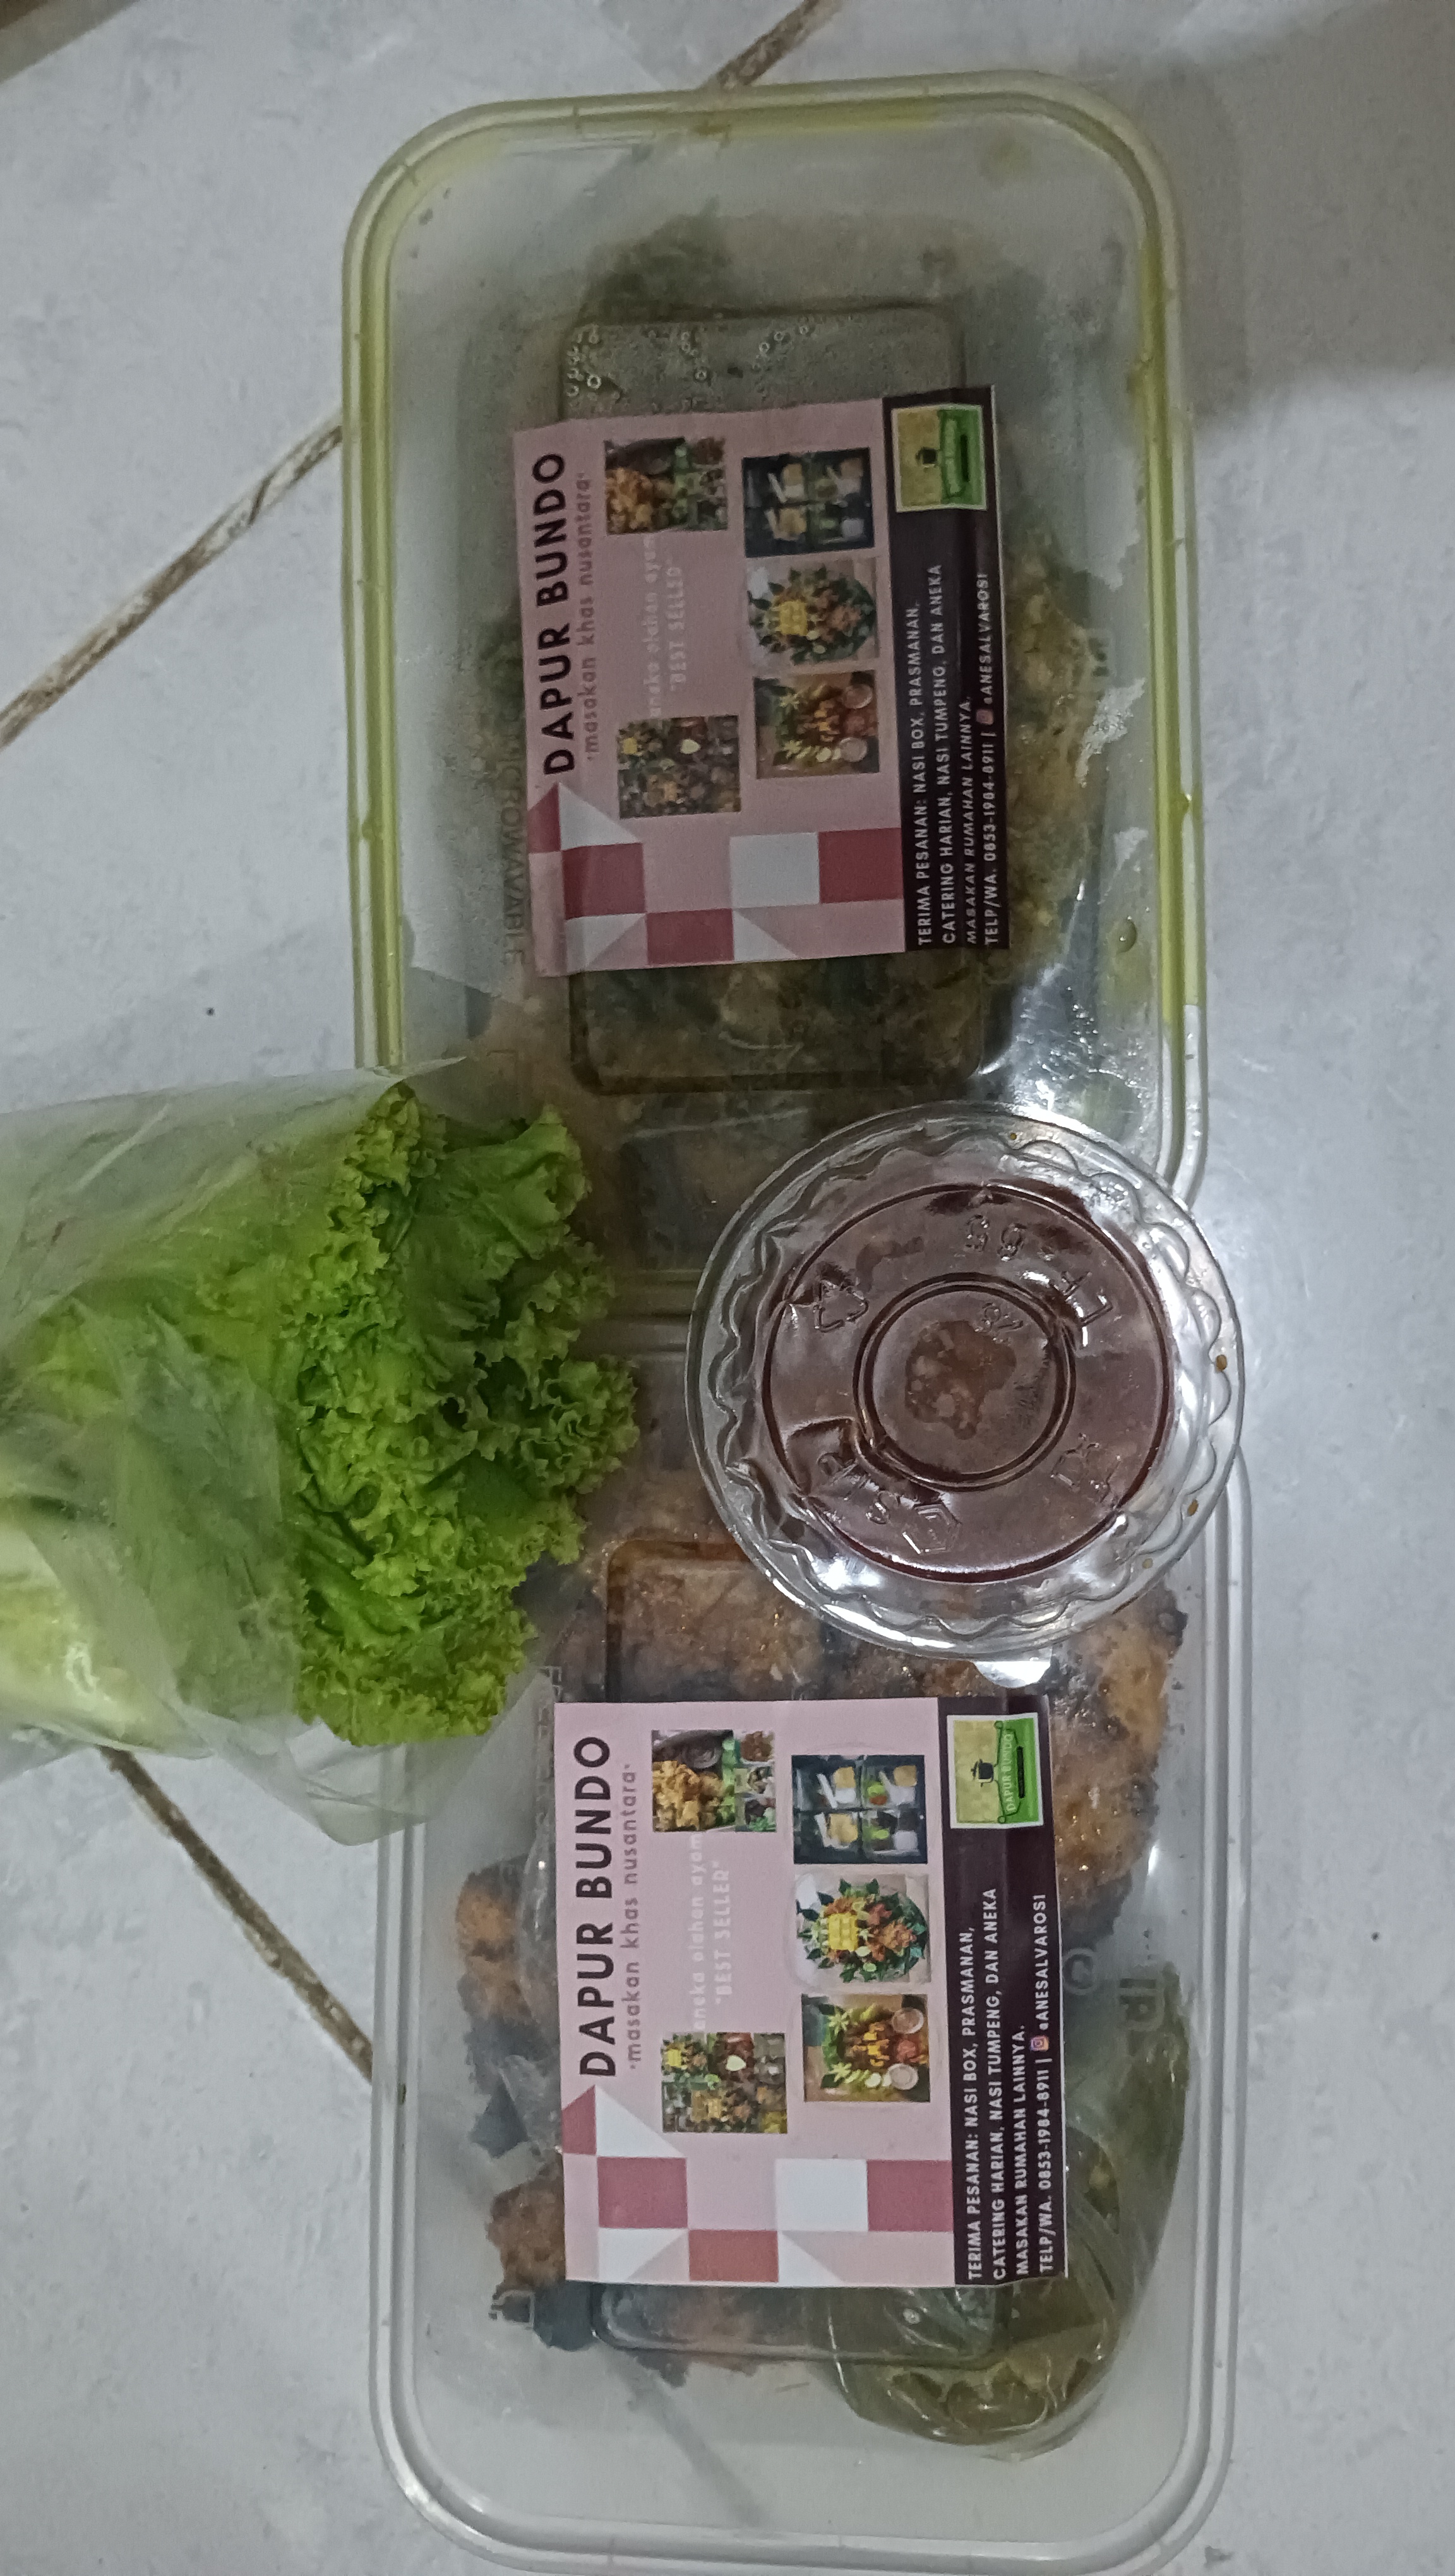 DAPUR BUNDO
•masakan khas nusantara•
aneka olahan ayam
"BEST SELLER"
TERIMA PESANAN: NASI BOX, PRASMANAN,
CATERING HARIAN, NASI TUMPENG, DAN ANEKA
MASAKAN RUMAHAN LAINNYA.
TELP/WA. 0853-1984-8911 | @ANESALVAROSI
MICROWAVABLE
DAPUR BUNDO
•masakan khas nusantara•
aneka olahan ayam
"BEST SELLER"
DAPUR BUNDO
TERIMA PESANAN: NASI BOX, PRASMANAN,
CATERING HARIAN, NASI TUMPENG, DAN ANEKA
MASAKAN RUMAHAN LAINNYA.
TELP/WA. 0853-1984-8911 | @ANESALVAROSI